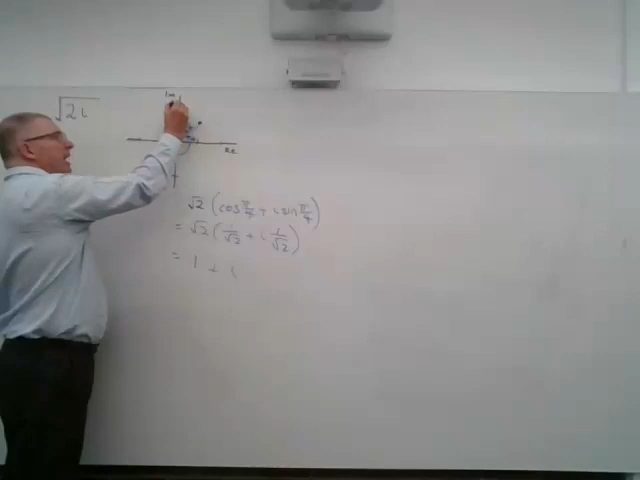 √2i
Im
Re
√2 (cos π/4 + i sin π/4)
= √2 (1/√2 + i 1/√2)
= 1 + i